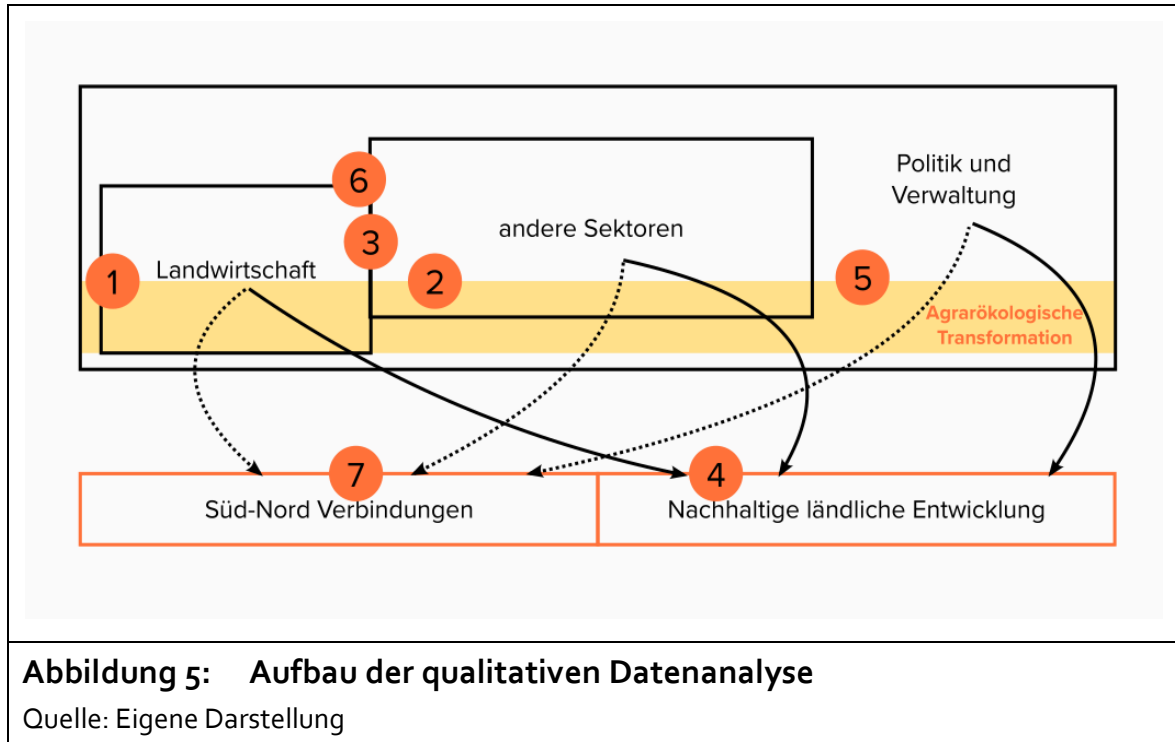 Politik und
Verwaltung
6
andere Sektoren
3
1
Landwirtschaft
2
5
Agrarökologische
Transformation
7
4
Süd-Nord Verbindungen
Nachhaltige ländliche Entwicklung
Abbildung 5: Aufbau der qualitativen Datenanalyse
Quelle: Eigene Darstellung